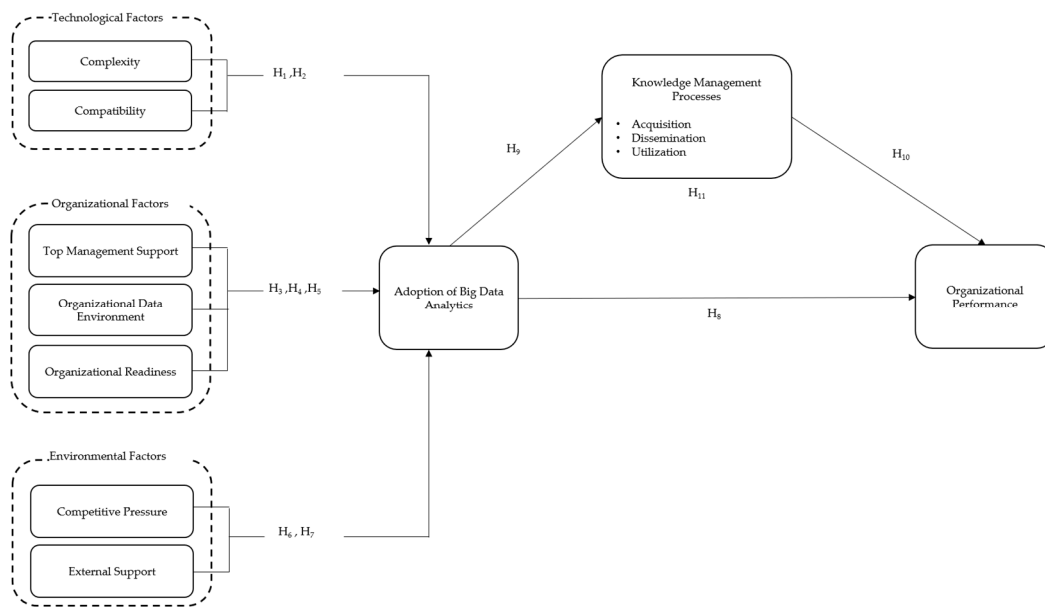 Technological Factors
Complexity
Compatibility
H₁ ,H₂
Organizational Factors
Top Management Support
Organizational Data
Environment
Organizational Readiness
H₃ ,H₄ ,H₅
Environmental Factors
Competitive Pressure
External Support
H₆ , H₇
Adoption of Big Data
Analytics
H₉
Knowledge Management
Processes
• Acquisition
• Dissemination
• Utilization
H₁₁
H₁₀
H₈
Organizational
Performance